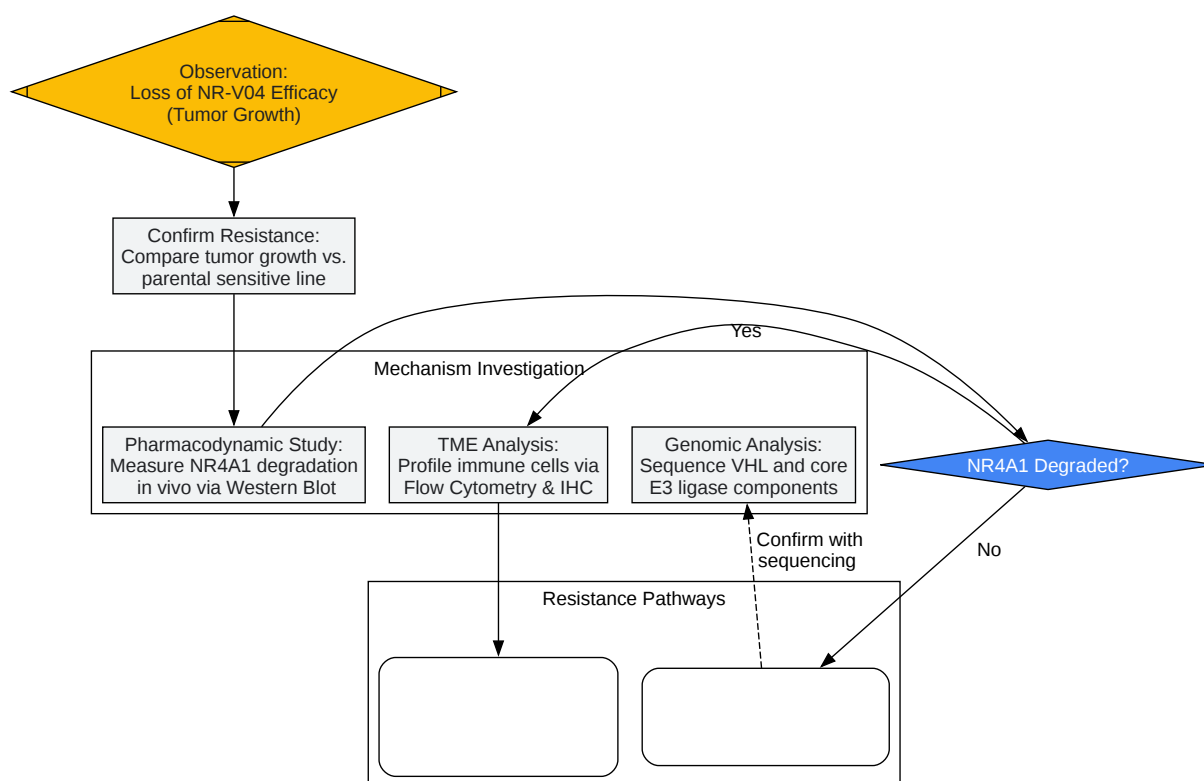 Observation:
Loss of NR-V04 Efficacy
(Tumor Growth)
Confirm Resistance:
Compare tumor growth vs.
parental sensitive line
Yes
Mechanism Investigation
Pharmacodynamic Study:
Measure NR4A1 degradation
in vivo via Western Blot
TME Analysis:
Profile immune cells via
Flow Cytometry & IHC
Genomic Analysis:
Sequence VHL and core
E3 ligase components
NR4A1 Degraded?
Confirm with
sequencing
No
Resistance Pathways